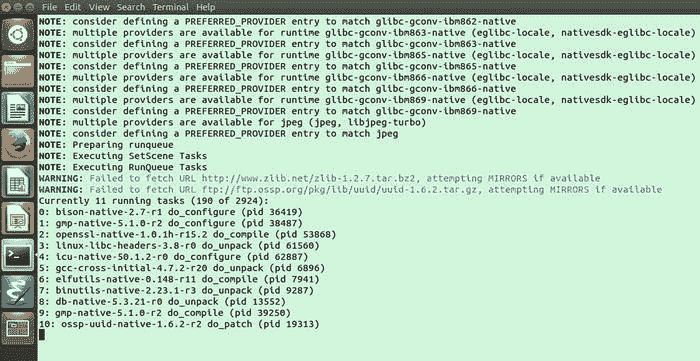 File Edit View Search Terminal Help
NOTE: consider defining a PREFERRED_PROVIDER entry to match glibc-gconv-ibm862-native
NOTE: multiple providers are available for runtime glibc-gconv-ibm863-native (eglibc-locale, nativesdk-eglibc-locale)
NOTE: consider defining a PREFERRED_PROVIDER entry to match glibc-gconv-ibm863-native
NOTE: multiple providers are available for runtime glibc-gconv-ibm865-native (eglibc-locale, nativesdk-eglibc-locale)
NOTE: consider defining a PREFERRED_PROVIDER entry to match glibc-gconv-ibm865-native
NOTE: multiple providers are available for runtime glibc-gconv-ibm866-native (eglibc-locale, nativesdk-eglibc-locale)
NOTE: consider defining a PREFERRED_PROVIDER entry to match glibc-gconv-ibm866-native
NOTE: multiple providers are available for runtime glibc-gconv-ibm869-native (eglibc-locale, nativesdk-eglibc-locale)
NOTE: consider defining a PREFERRED_PROVIDER entry to match glibc-gconv-ibm869-native
NOTE: multiple providers are available for jpeg (jpeg, libjpeg-turbo)
NOTE: consider defining a PREFERRED_PROVIDER entry to match jpeg
NOTE: Preparing runqueue
NOTE: Executing SetScene Tasks
NOTE: Executing RunQueue Tasks
WARNING: Failed to fetch URL http://www.zlib.net/zlib-1.2.7.tar.bz2, attempting MIRRORS if available
WARNING: Failed to fetch URL ftp://ftp.ossp.org/pkg/lib/uuid/uuid-1.6.2.tar.gz, attempting MIRRORS if available
Currently 11 running tasks (190 of 2924):
0: bison-native-2.7-r1 do_configure (pid 36419)
1: gmp-native-5.1.0-r2 do_configure (pid 38487)
2: openssl-native-1.0.1h-r15.2 do_compile (pid 53868)
3: linux-libc-headers-3.8-r0 do_unpack (pid 61560)
4: icu-native-50.1.2-r0 do_configure (pid 62887)
5: gcc-cross-initial-4.7.2-r20 do_unpack (pid 6896)
6: elfutils-native-0.148-r11 do_compile (pid 7941)
7: binutils-native-2.23.1-r3 do_unpack (pid 9287)
8: db-native-5.3.21-r0 do_unpack (pid 13552)
9: gmp-native-5.1.0-r2 do_compile (pid 39250)
10: ossp-uuid-native-1.6.2-r2 do_patch (pid 19313)